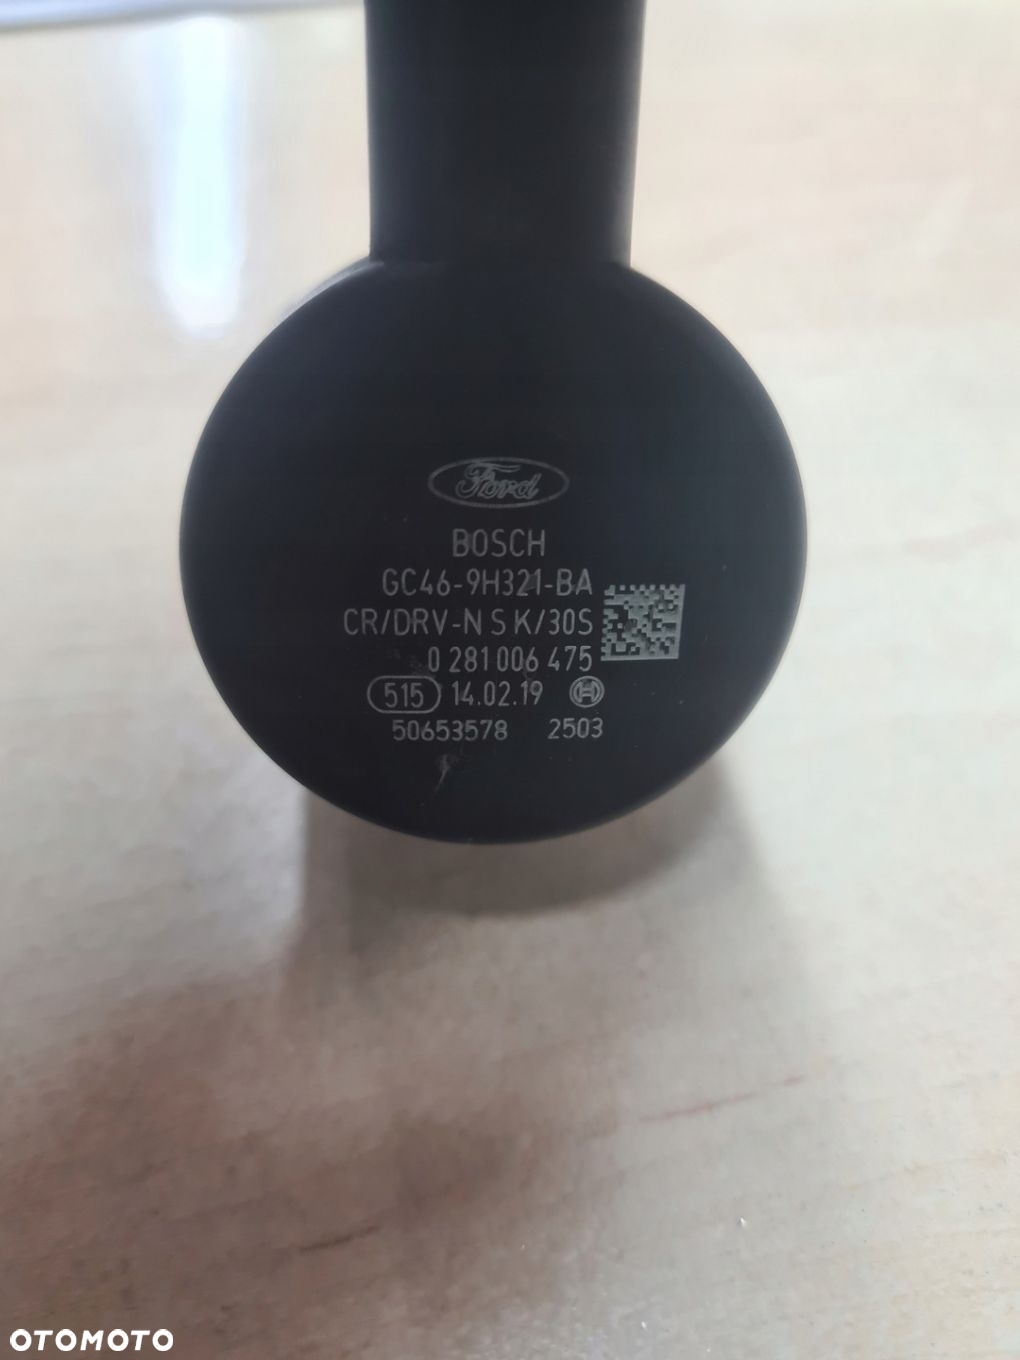 Ford
BOSCH
GC46-9H321-BA
CR/DRV-N S K/30S
0 281 006 475
515 14.02.19
50653578 2503
OTOMOTO